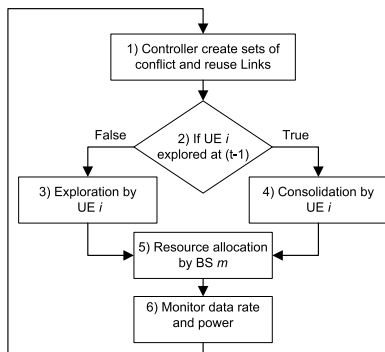 1) Controller create sets of
conflict and reuse Links
False
2) If UE i
explored at (t-1)
True
3) Exploration by
UE i
4) Consolidation by
UE i
5) Resource allocation
by BS m
6) Monitor data rate
and power